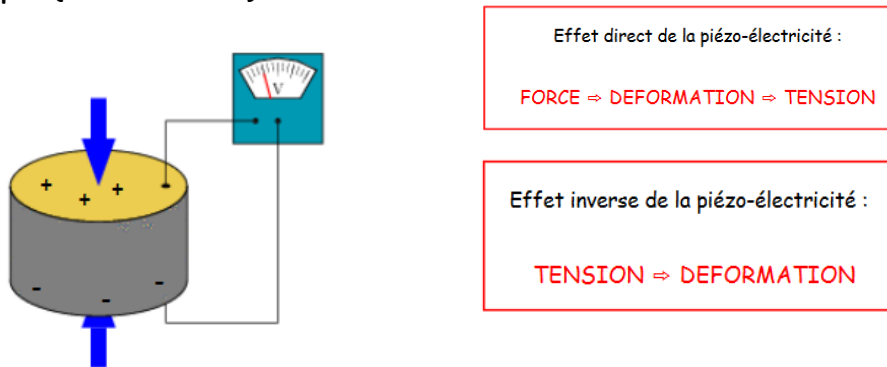 V
+ + +
- - -
Effet direct de la piézo-électricité :
FORCE ⇨ DEFORMATION ⇨ TENSION
Effet inverse de la piézo-électricité :
TENSION ⇨ DEFORMATION